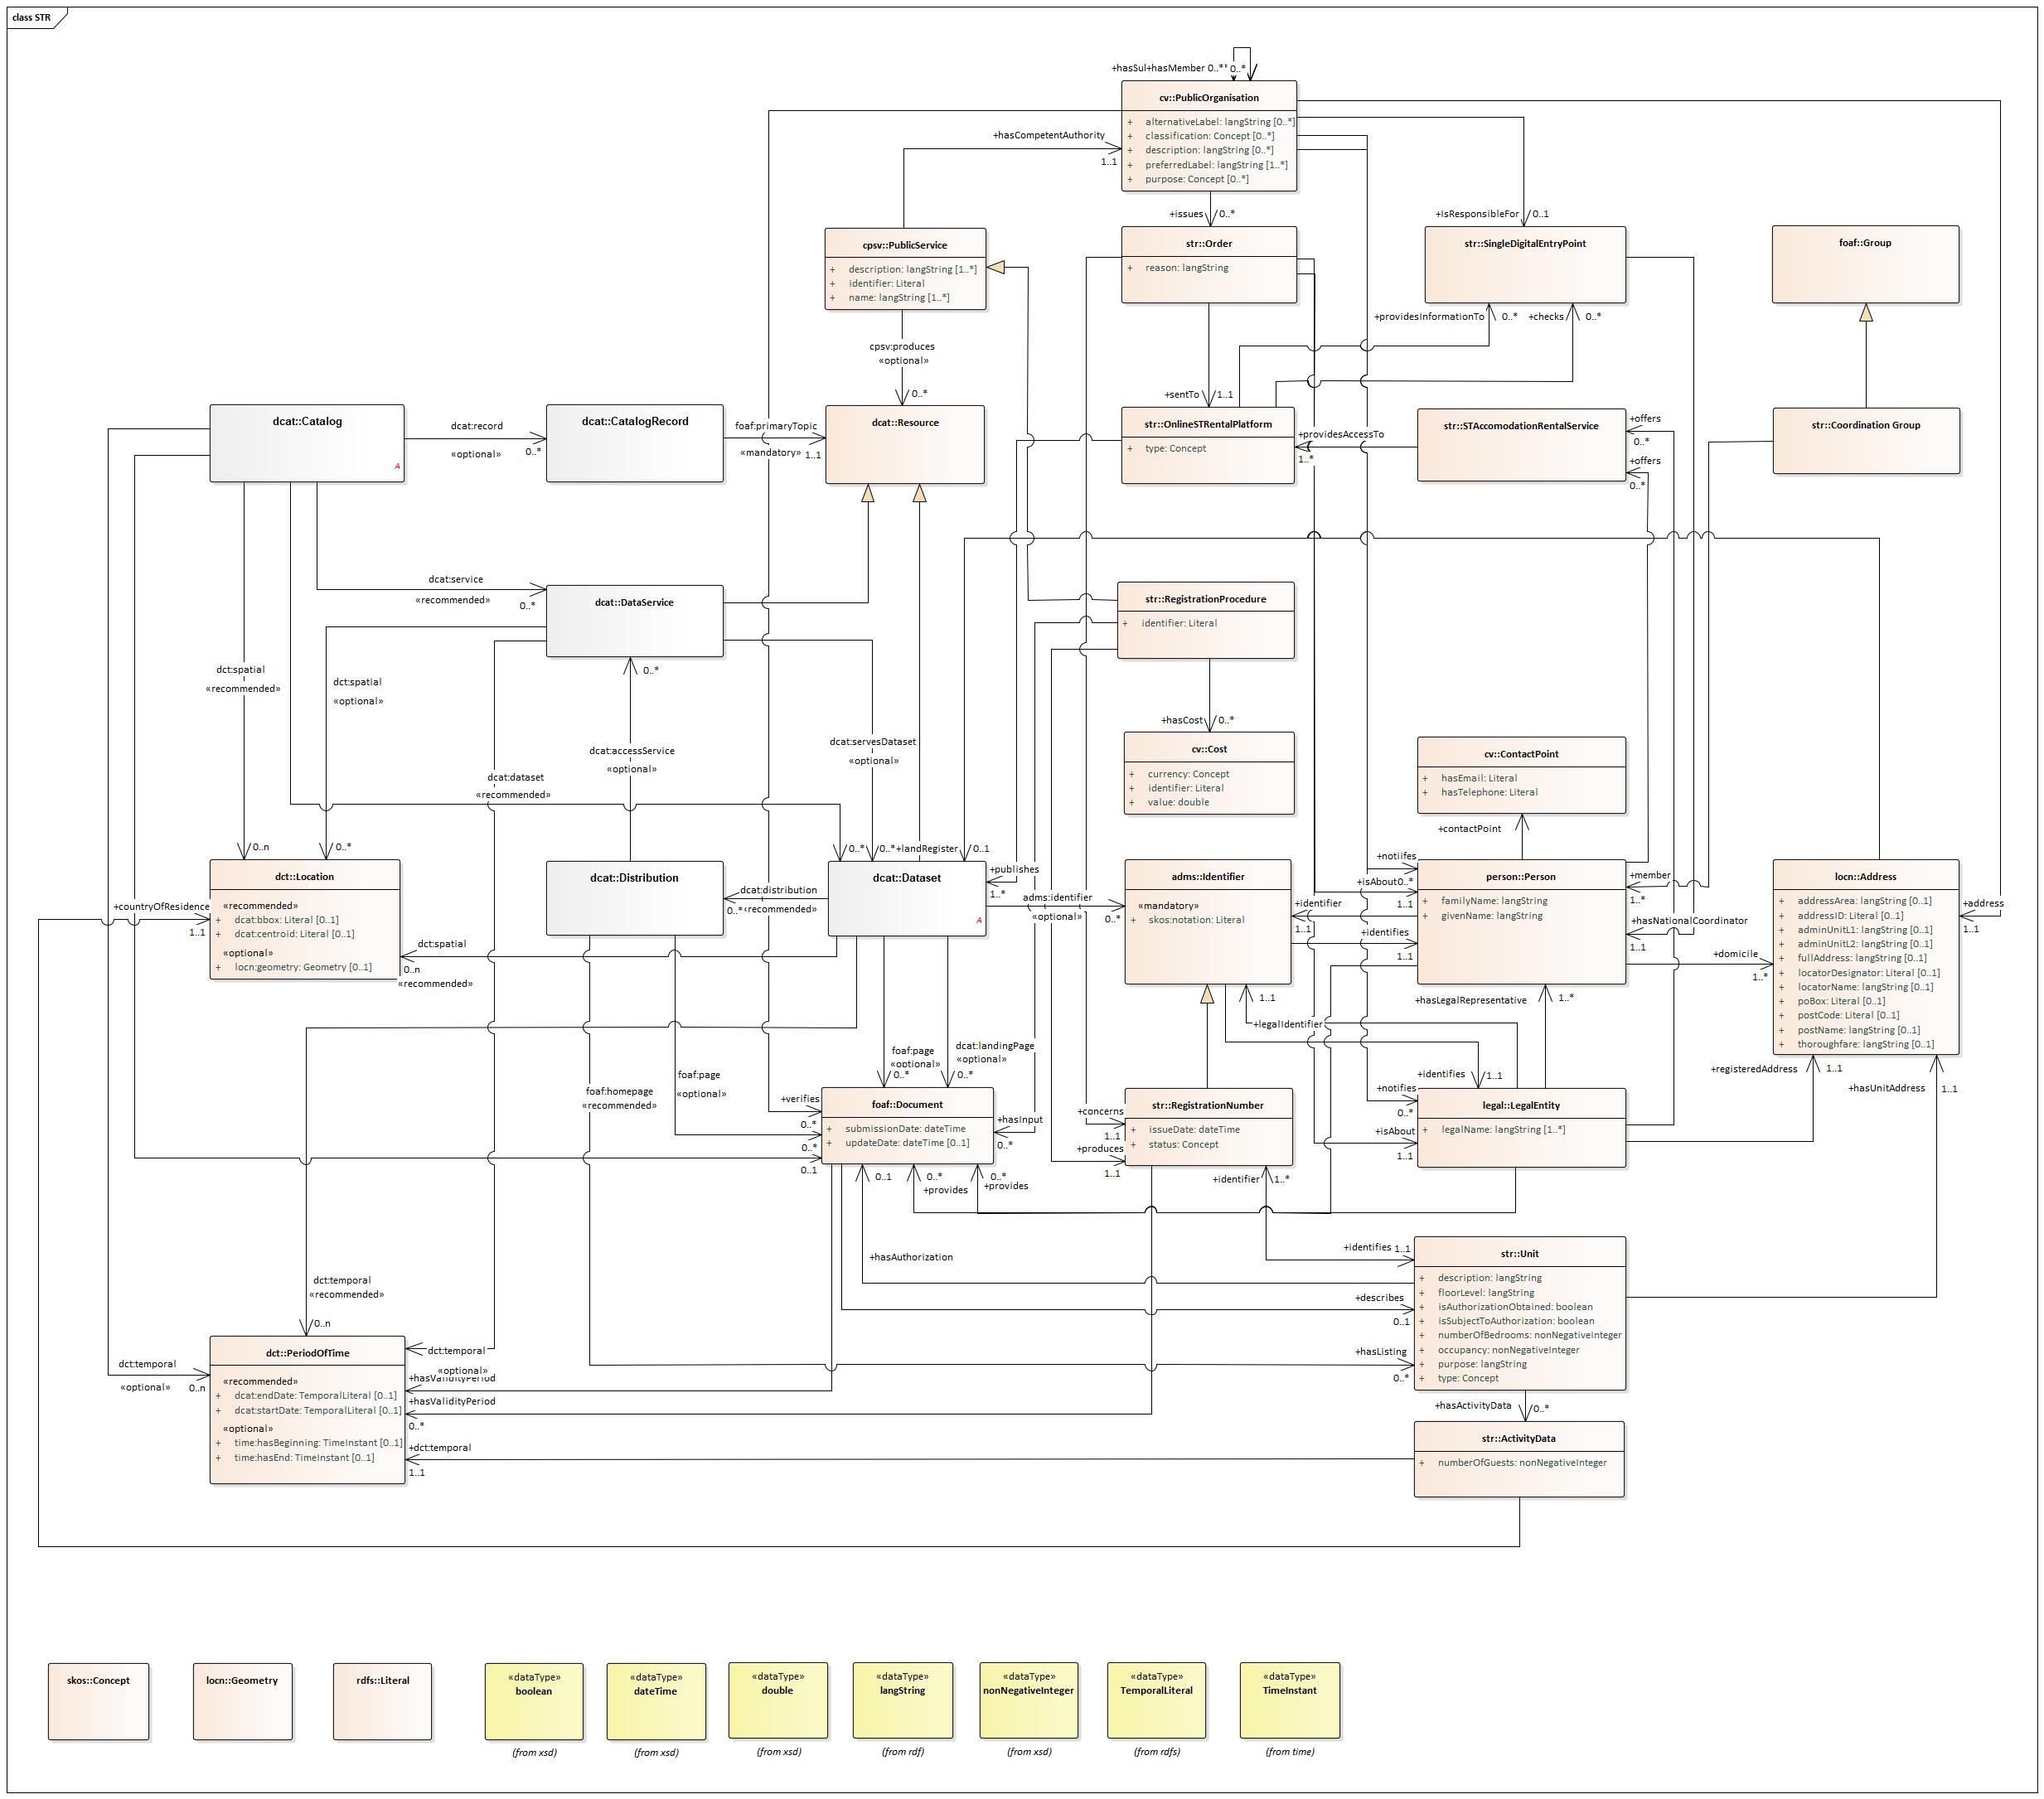 class STR
+hasSul+hasMember 0..*
0..*
cv::PublicOrganisation
+ alternativeLabel: langString [0..*]
+ classification: Concept [0..*]
+ description: langString [0..*]
+ preferredLabel: langString [1..*]
+ purpose: Concept [0..*]
+hasCompetentAuthority
1..1
+issues
0..*
+IsResponsibleFor
0..1
cpsv::PublicService
+ description: langString [1..*]
+ identifier: Literal
+ name: langString [1..*]
str::Order
+ reason: langString
str::SingleDigitalEntryPoint
foaf::Group
+providesInformationTo
0..*
+checks
0..*
cpsv:produces
«optional»
0..*
+sentTo
1..1
dcat::Catalog
A
dcat:record
«optional»
0..*
dcat::CatalogRecord
foaf:primaryTopic
«mandatory»
1..1
dcat::Resource
str::OnlineSTRentalPlatform
+ type: Concept
+providesAccessTo
1..*
str::STAccomodationRentalService
+offers
0..*
+offers
0..*
str::Coordination Group
dcat:service
«recommended»
0..*
dcat::DataService
str::RegistrationProcedure
+ identifier: Literal
dct:spatial
«recommended»
dct:spatial
«optional»
0..*
dcat:accessService
«optional»
dcat:servesDataset
«optional»
dcat:dataset
«recommended»
+hasCost
0..*
cv::Cost
+ currency: Concept
+ identifier: Literal
+ value: double
cv::ContactPoint
+ hasEmail: Literal
+ hasTelephone: Literal
+contactPoint
0..n
0..*
0..*
0..*
+landRegister
0..1
dct::Location
«recommended»
+ dcat:bbox: Literal [0..1]
+ dcat:centroid: Literal [0..1]
«optional»
+ locn:geometry: Geometry [0..1]
+countryOfResidence
1..1
dcat::Distribution
dcat:distribution
0..*
«recommended»
dcat::Dataset
A
+publishes
1..*
adms:identifier
«optional»
0..*
adms::Identifier
«mandatory»
+ skos:notation: Literal
+notiifes
+isAbout
0..*
1..1
+identifier
1..1
+identifies
1..1
person::Person
+ familyName: langString
+ givenName: langString
+member
1..*
+hasNationalCoordinator
1..1
+domicile
1..*
locn::Address
+ addressArea: langString [0..1]
+ addressID: Literal [0..1]
+ adminUnitL1: langString [0..1]
+ adminUnitL2: langString [0..1]
+ fullAddress: langString [0..1]
+ locatorDesignator: Literal [0..1]
+ locatorName: langString [0..1]
+ poBox: Literal [0..1]
+ postCode: Literal [0..1]
+ postName: langString [0..1]
+ thoroughfare: langString [0..1]
+address
1..1
dct:spatial
0..n
«recommended»
+hasLegalRepresentative
1..*
1..1
+legalIdentifier
foaf:page
«optional»
0..*
dcat:landingPage
«optional»
0..*
foaf:homepage
«recommended»
foaf:page
«optional»
+identifies
1..1
+registeredAddress
1..1
+hasUnitAddress
1..1
+verifies
0..*
0..*
0..1
foaf::Document
+ submissionDate: dateTime
+ updateDate: dateTime [0..1]
+hasInput
0..*
+concerns
1..1
+produces
1..1
str::RegistrationNumber
+ issueDate: dateTime
+ status: Concept
+notifies
0..*
+isAbout
1..1
legal::LegalEntity
+ legalName: langString [1..*]
0..1
0..*
+provides
0..*
+provides
+identifier
1..*
+hasAuthorization
+identifies
1..1
+describes
0..1
+hasListing
0..*
str::Unit
+ description: langString
+ floorLevel: langString
+ isAuthorizationObtained: boolean
+ isSubjectToAuthorization: boolean
+ numberOfBedrooms: nonNegativeInteger
+ occupancy: nonNegativeInteger
+ purpose: langString
+ type: Concept
dct:temporal
«recommended»
0..n
dct:temporal
«optional»
0..n
dct::PeriodOfTime
«recommended»
+ dcat:endDate: TemporalLiteral [0..1]
+ dcat:startDate: TemporalLiteral [0..1]
«optional»
+ time:hasBeginning: TimeInstant [0..1]
+ time:hasEnd: TimeInstant [0..1]
dct:temporal
«optional»
+hasValidityPeriod
+hasValidityPeriod
0..*
+dct:temporal
1..1
+hasActivityData
0..*
str::ActivityData
+ numberOfGuests: nonNegativeInteger
skos::Concept
locn::Geometry
rdfs::Literal
«dataType»
boolean
(from xsd)
«dataType»
dateTime
(from xsd)
«dataType»
double
(from xsd)
«dataType»
langString
(from rdf)
«dataType»
nonNegativeInteger
(from xsd)
«dataType»
TemporalLiteral
(from rdfs)
«dataType»
TimeInstant
(from time)